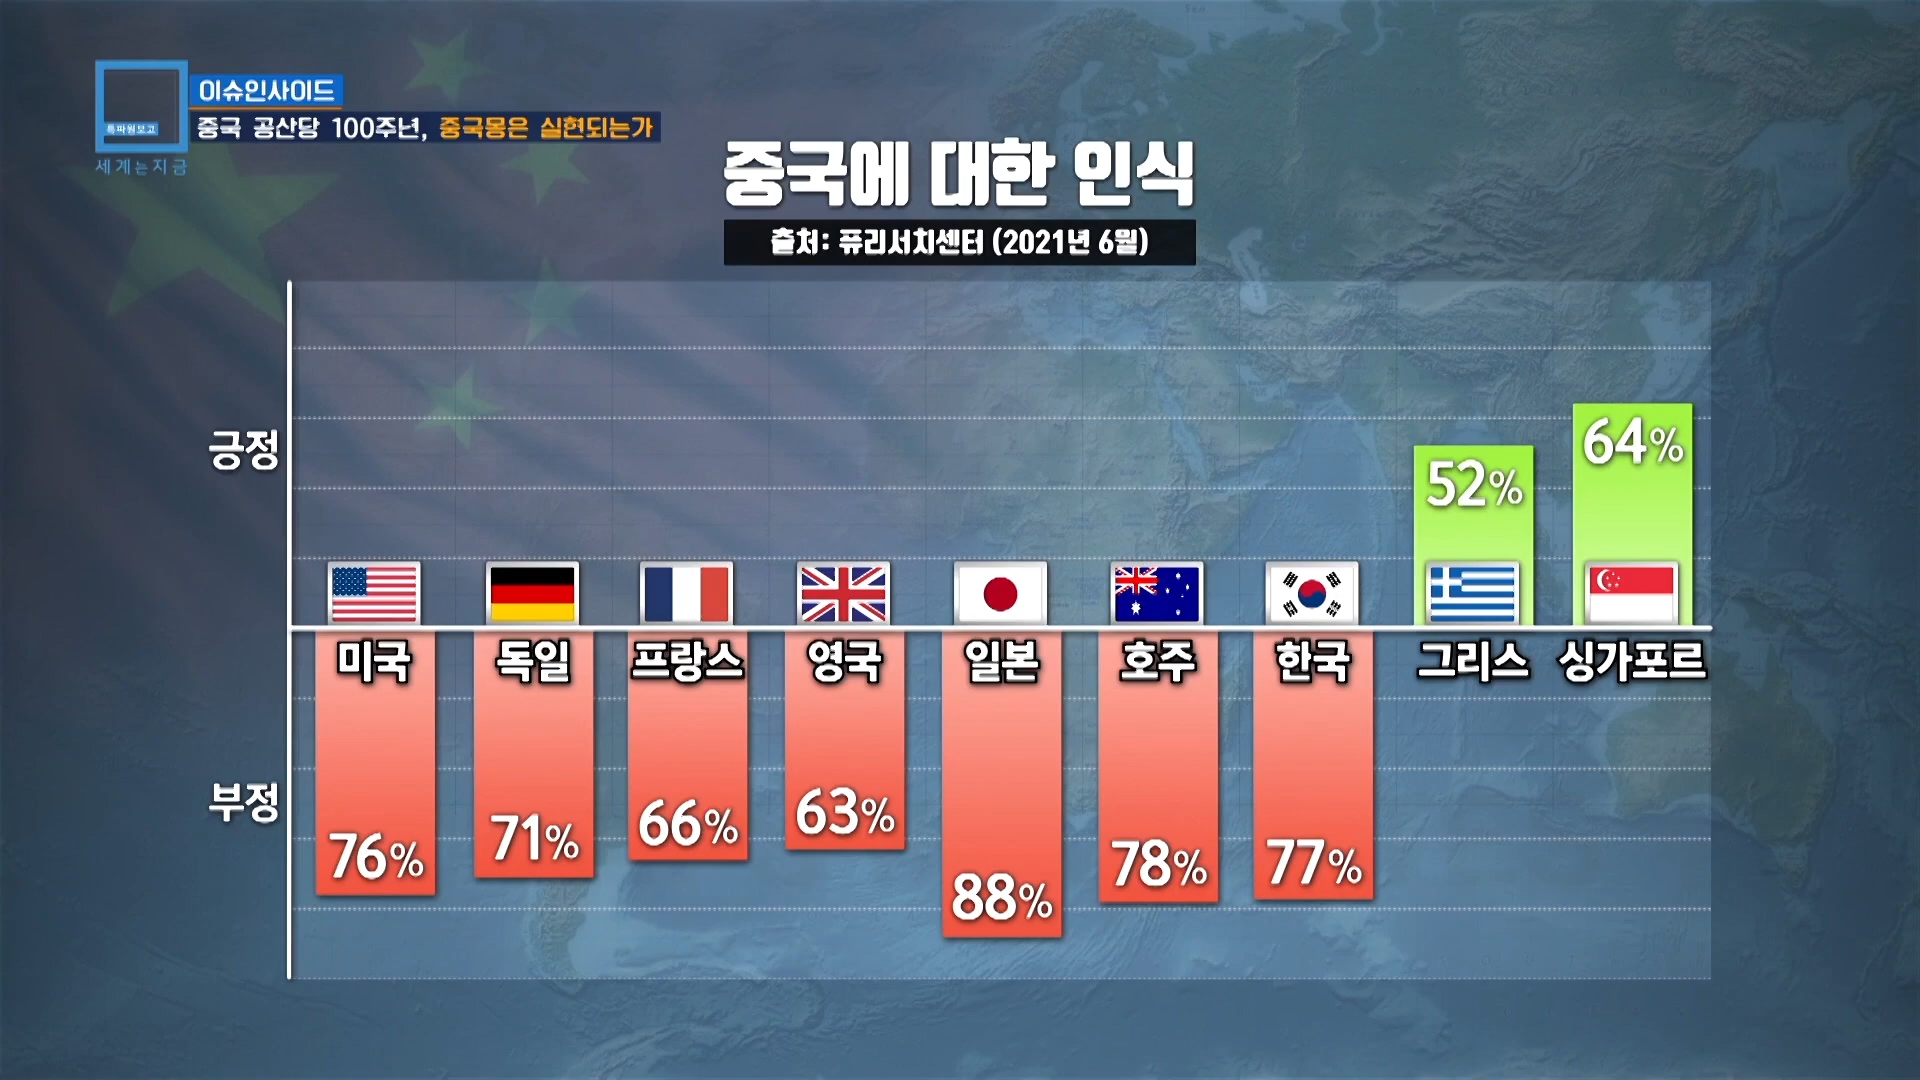 이슈인사이드
중국 공산당 100주년, 중국몽은 실현되는가
특파원보고
세계는지금
중국에 대한 인식
출처: 퓨리서치센터 (2021년 6월)
긍정
52%
64%
미국
독일
프랑스
영국
일본
호주
한국
그리스
싱가포르
부정
76%
71%
66%
63%
88%
78%
77%